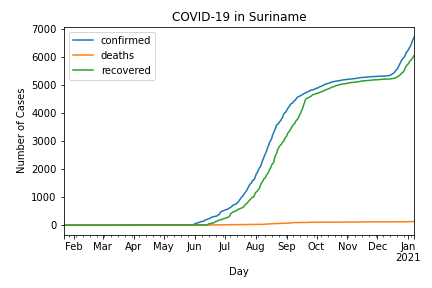 COVID-19 in Suriname
confirmed
deaths
recovered
Number of Cases
7000
6000
5000
4000
3000
2000
1000
0
Feb Mar Apr May Jun Jul Aug Sep Oct Nov Dec Jan
2021
Day